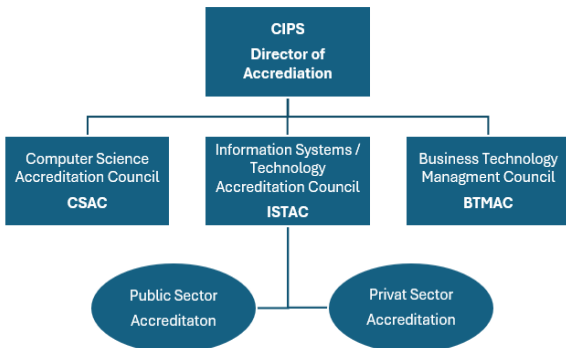 CIPS
Director of
Accrediation
Computer Science
Accreditation Council
CSAC
Information Systems /
Technology
Accreditation Council
ISTAC
Business Technology
Managment Council
BTMAC
Public Sector
Accreditaton
Privat Sector
Accreditation